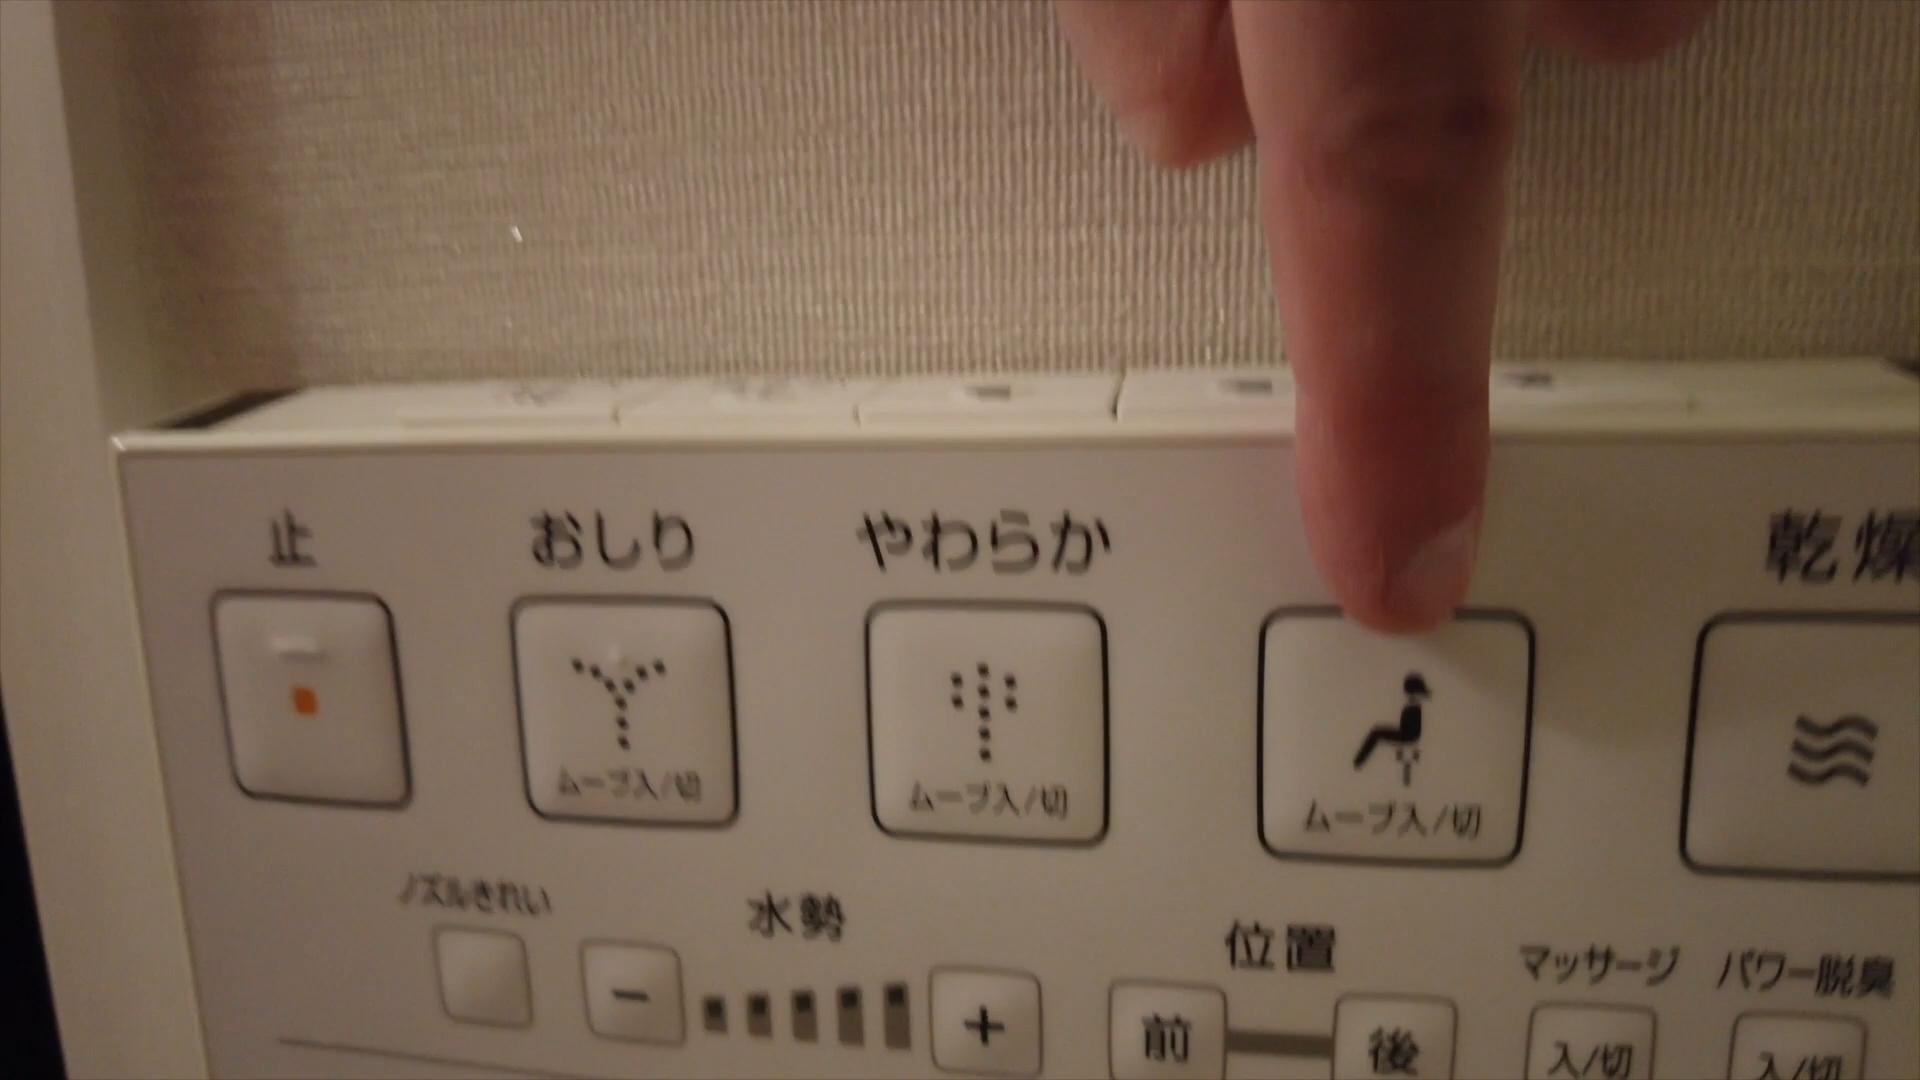 止
おしり
やわらか
乾燥
ムーブ入/切
ムーブ入/切
ムーブ入/切
ノズルきれい
水勢
位置
マッサージ
パワー脱臭
-
+
前
後
入/切
入/切